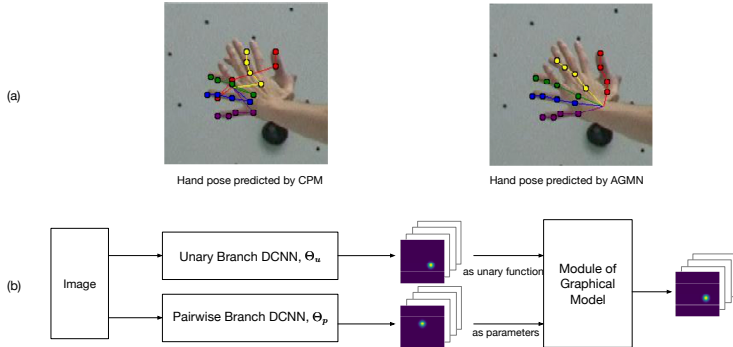 (a)
Hand pose predicted by CPM
Hand pose predicted by AGMN
(b)
Image
Unary Branch DCNN, Θu
Pairwise Branch DCNN, Θp
as unary function
as parameters
Module of
Graphical
Model